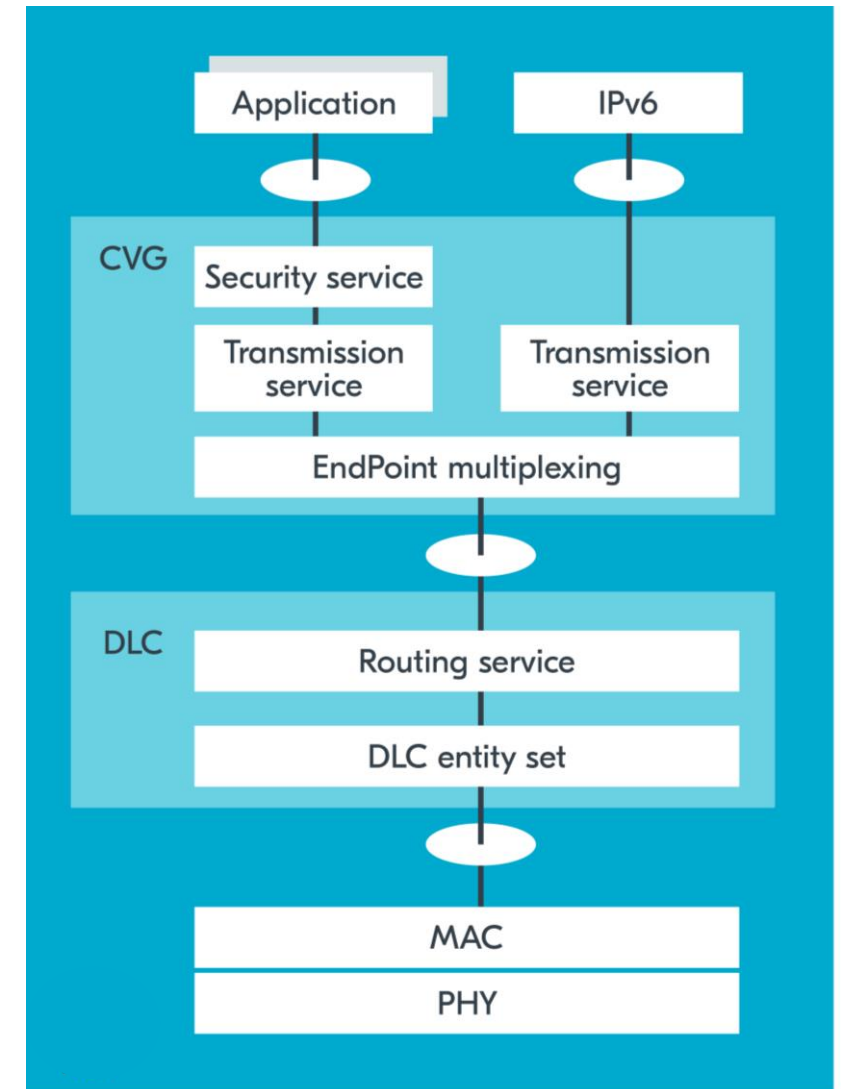 Application
IPv6
CVG
Security service
Transmission
service
Transmission
service
EndPoint multiplexing
DLC
Routing service
DLC entity set
MAC
PHY